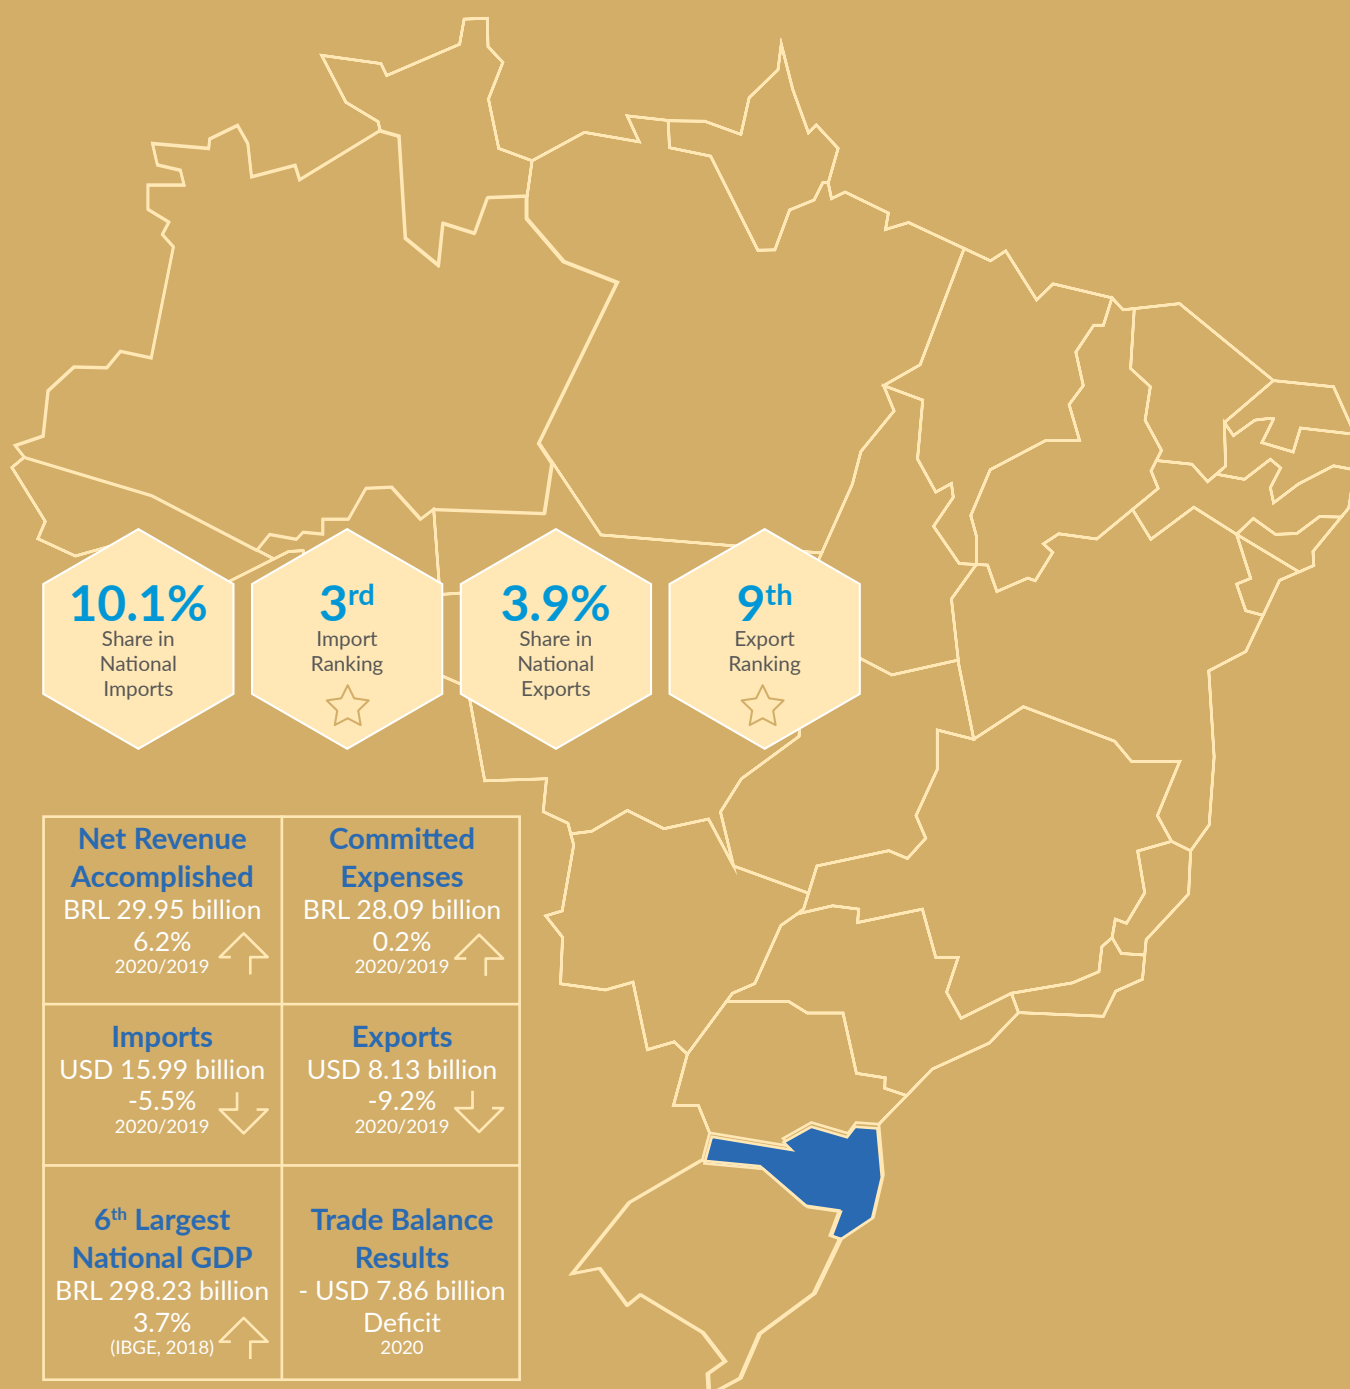 10.1%
Share in
National
Imports
3rd
Import
Ranking
3.9%
Share in
National
Exports
9th
Export
Ranking
Net Revenue
Accomplished
BRL 29.95 billion
6.2%
2020/2019
Committed
Expenses
BRL 28.09 billion
0.2%
2020/2019
Imports
USD 15.99 billion
-5.5%
2020/2019
Exports
USD 8.13 billion
-9.2%
2020/2019
6th Largest
National GDP
BRL 298.23 billion
3.7%
(IBGE, 2018)
Trade Balance
Results
- USD 7.86 billion
Deficit
2020